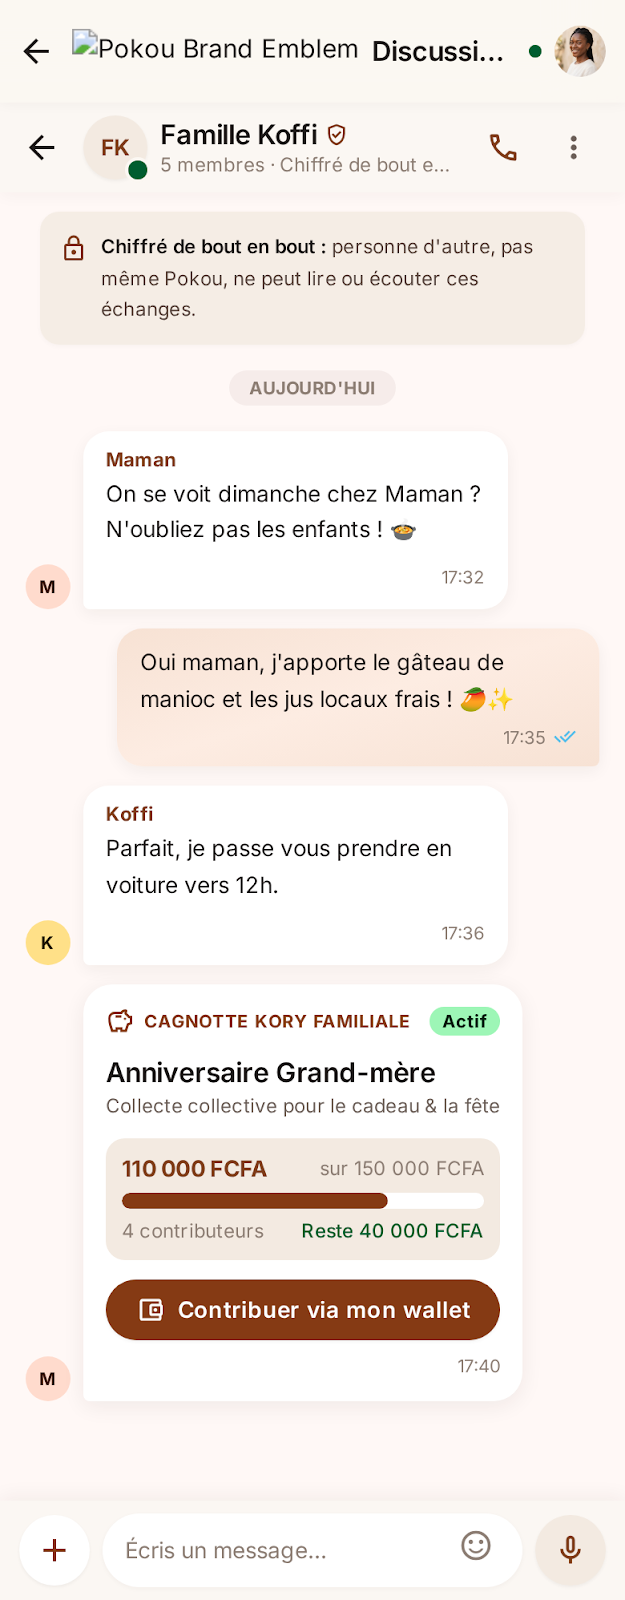 Pokou Brand Emblem Discussi...
FK
Famille Koffi
5 membres · Chiffré de bout e...
Chiffré de bout en bout : personne d'autre, pas
même Pokou, ne peut lire ou écouter ces
échanges.
AUJOURD'HUI
Maman
On se voit dimanche chez Maman ?
N'oubliez pas les enfants ! 🍲
17:32
M
Oui maman, j'apporte le gâteau de
manioc et les jus locaux frais ! 🥭✨
17:35
Koffi
Parfait, je passe vous prendre en
voiture vers 12h.
17:36
K
CAGNOTTE KORY FAMILIALE Actif
Anniversaire Grand-mère
Collecte collective pour le cadeau & la fête
110 000 FCFA sur 150 000 FCFA
4 contributeurs Reste 40 000 FCFA
Contribuer via mon wallet
17:40
M
Écris un message...